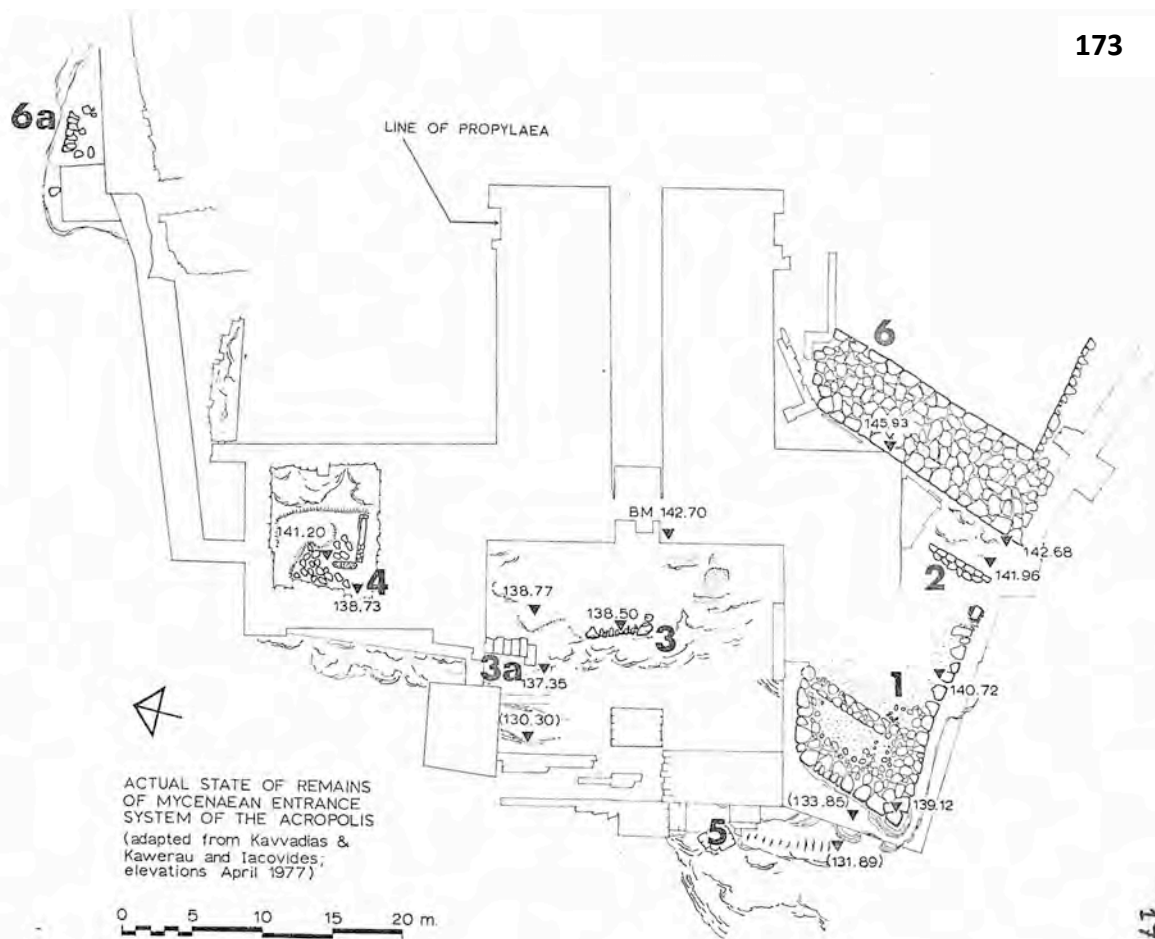 173
6a
LINE OF PROPYLAEA
6
145.93
BM 142.70
142.68
141.96
2
141.20
4
138.73
138.77
138.50
3
3a
137.35
(130.30)
1
140.72
139.12
(133.85)
5
(131.89)
ACTUAL STATE OF REMAINS
OF MYCENAEAN ENTRANCE
SYSTEM OF THE ACROPOLIS
(adapted from Kavvadias &
Kawerau and Iacovides;
elevations April 1977)
0 5 10 15 20 m.